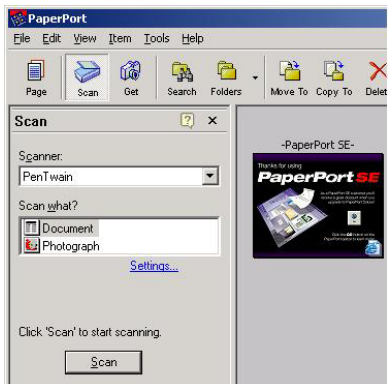 PaperPort
File Edit View Item Tools Help
Page Scan Get Search Folders Move To Copy To Delet
Scan
Scanner:
PenTwain
Scan what?
Document
Photograph
Settings...
Click 'Scan' to start scanning.
Scan
-PaperPort SE-
Thanks for using
PaperPort SE